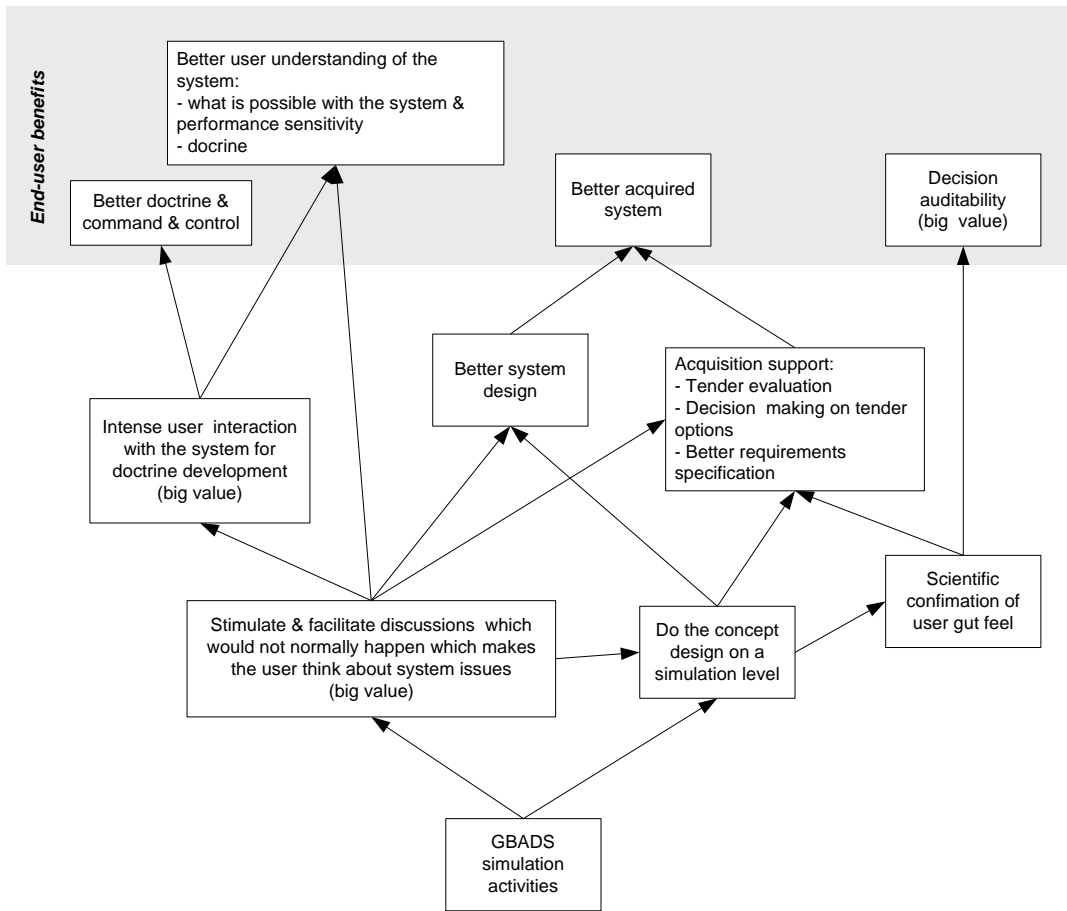 End-user benefits
Better user understanding of the
system:
- what is possible with the system &
performance sensitivity
- docrine
Better doctrine &
command & control
Better acquired
system
Decision
auditability
(big value)
Better system
design
Acquisition support:
- Tender evaluation
- Decision making on tender
options
- Better requirements
specification
Intense user interaction
with the system for
doctrine development
(big value)
Stimulate & facilitate discussions which
would not normally happen which makes
the user think about system issues
(big value)
Do the concept
design on a
simulation level
Scientific
confimation of
user gut feel
GBADS
simulation
activities